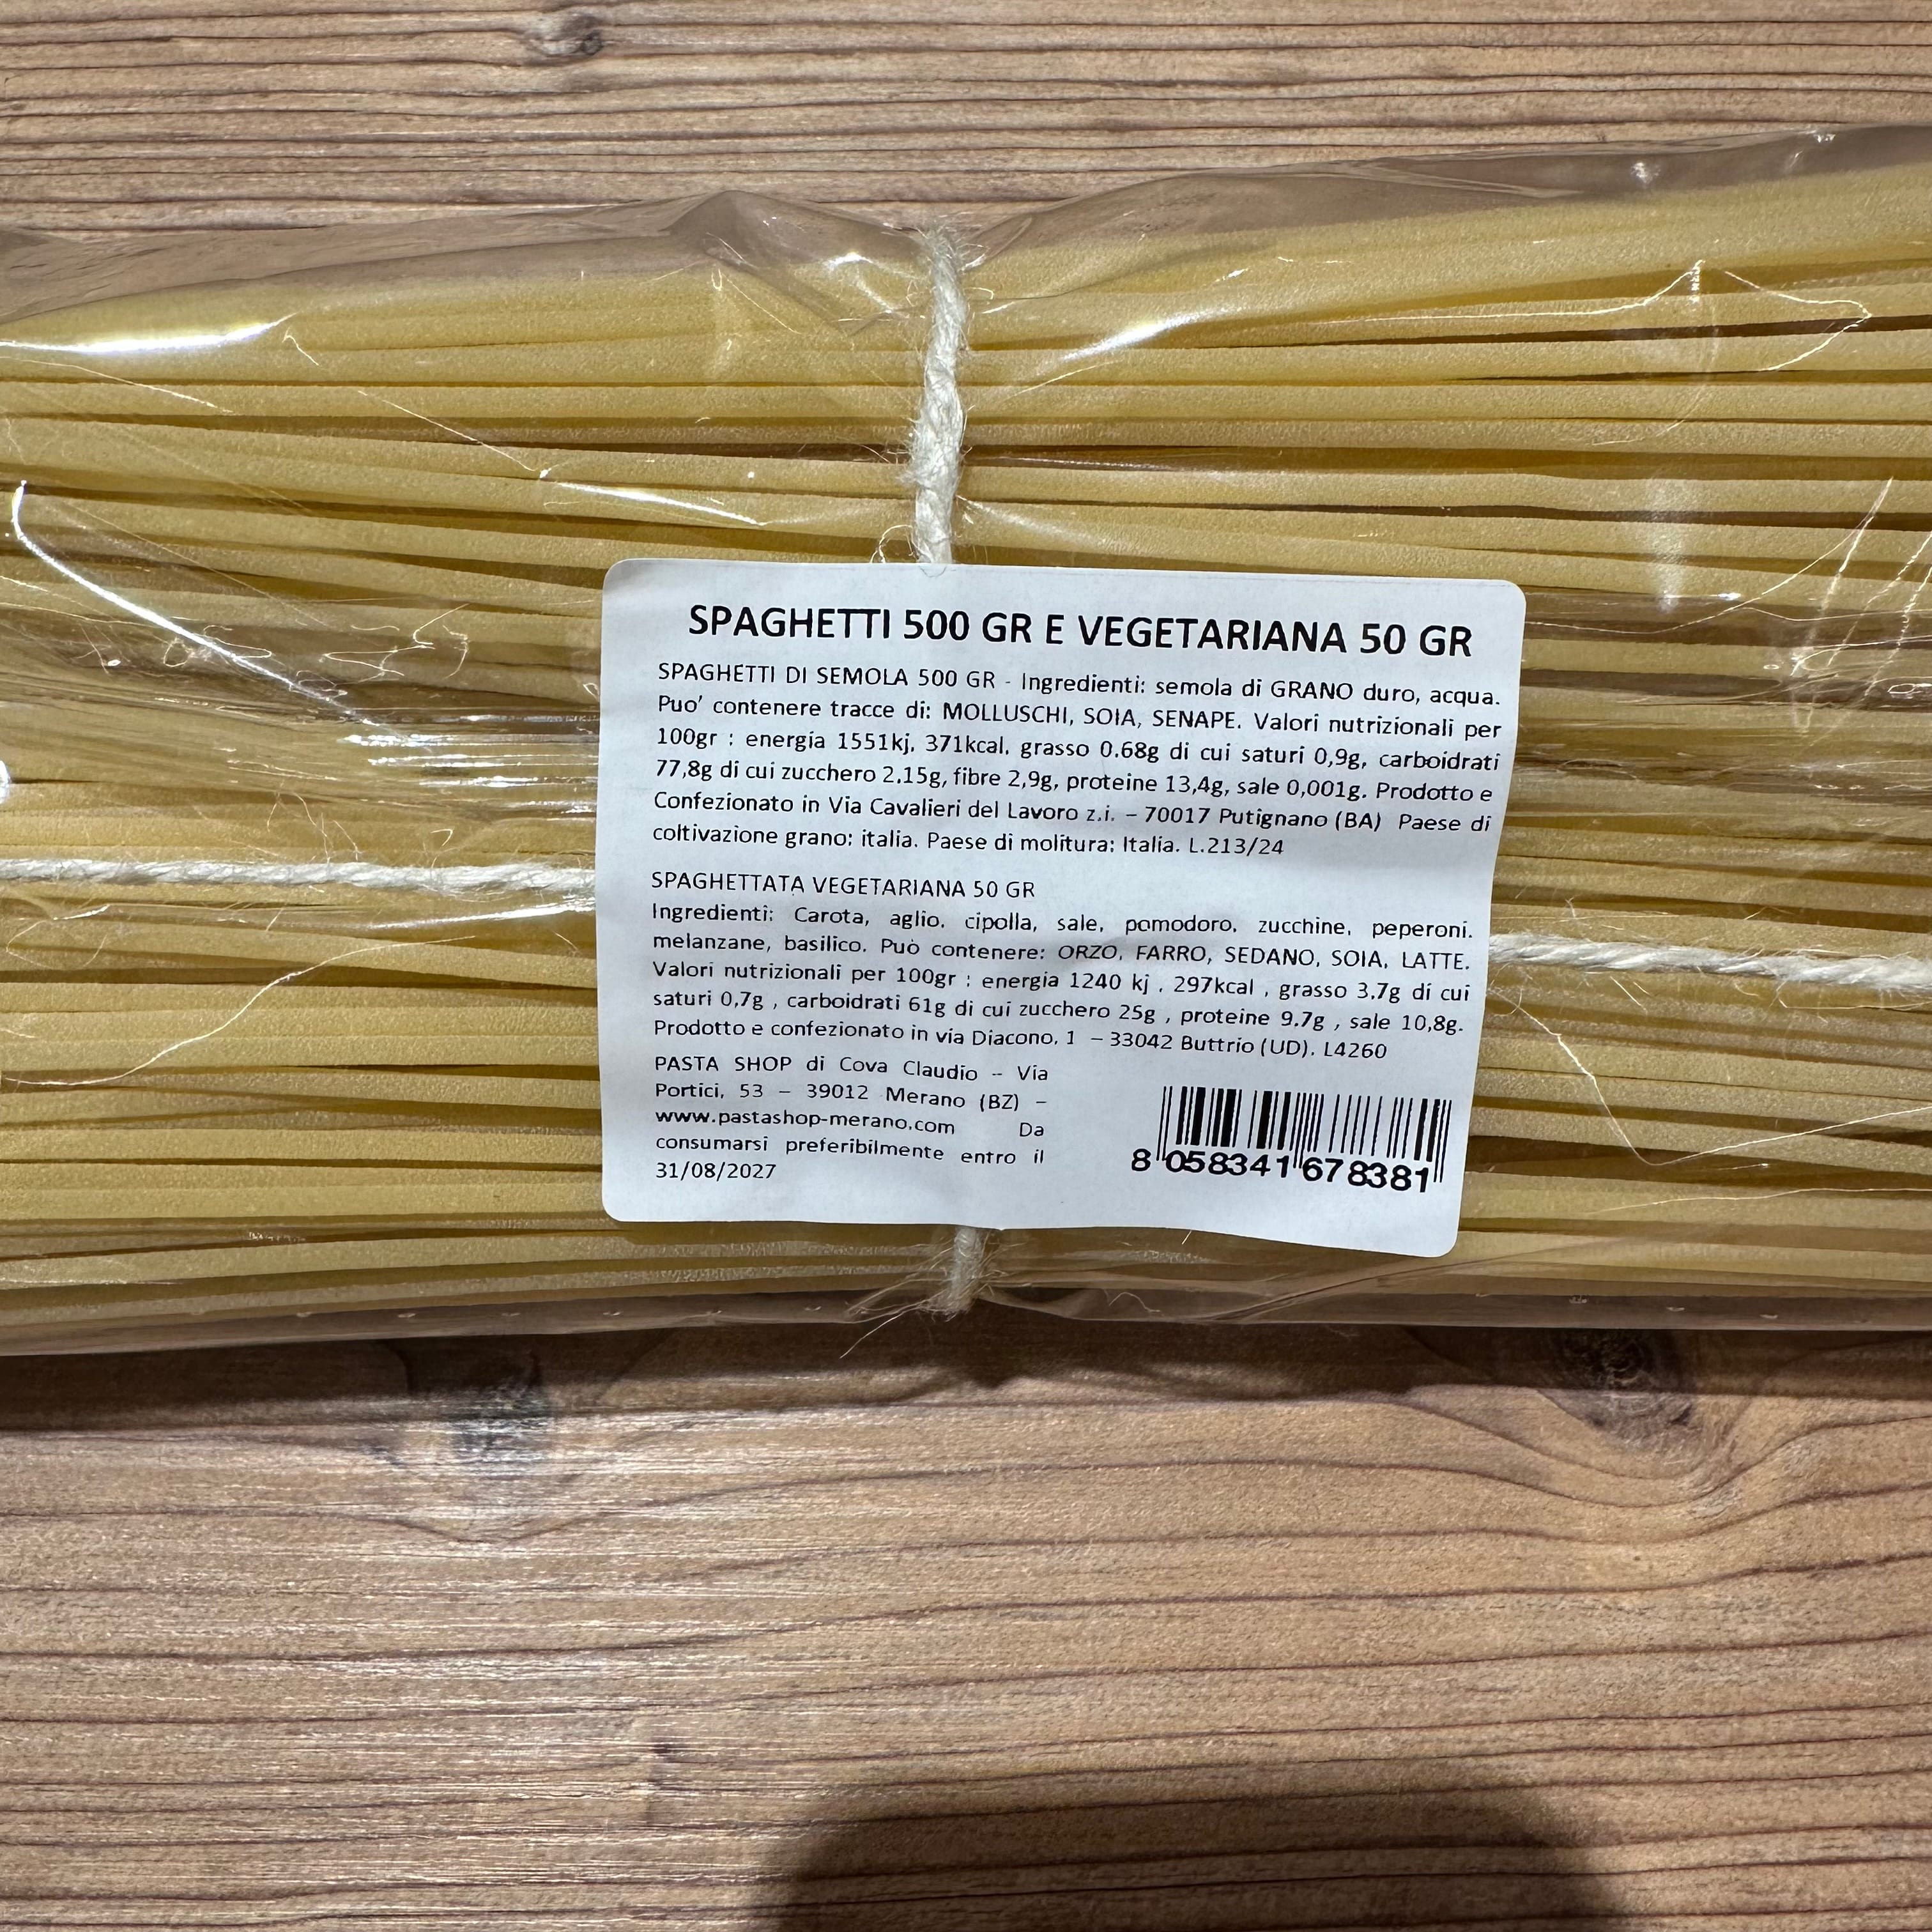 SPAGHETTI 500 GR E VEGETARIANA 50 GR
SPAGHETTI DI SEMOLA 500 GR - Ingredienti: semola di GRANO duro, acqua.
Puo' contenere tracce di: MOLLUSCHI, SOIA, SENAPE. Valori nutrizionali per
100gr : energia 1551kj, 371kcal, grasso 0.68g di cui saturi 0,9g, carboidrati
77,8g di cui zucchero 2.15g, fibre 2,9g, proteine 13,4g, sale 0,001g. Prodotto e
Confezionato in Via Cavalieri del Lavoro z.i. – 70017 Putignano (BA) Paese di
coltivazione grano: italia. Paese di molitura: Italia. L.213/24
SPAGHETTATA VEGETARIANA 50 GR
Ingredienti: Carota, aglio, cipolla, sale, pomodoro, zucchine, peperoni,
melanzane, basilico. Può contenere: ORZO, FARRO, SEDANO, SOIA, LATTE.
Valori nutrizionali per 100gr : energia 1240 kj , 297kcal , grasso 3,7g di cui
saturi 0,7g , carboidrati 61g di cui zucchero 25g , proteine 9,7g , sale 10,8g.
Prodotto e confezionato in via Diacono, 1 – 33042 Buttrio (UD). L4260
PASTA SHOP di Cova Claudio – Via
Portici, 53 – 39012 Merano (BZ) –
www.pastashop-merano.com Da
consumarsi preferibilmente entro il
31/08/2027
8 058341 678381